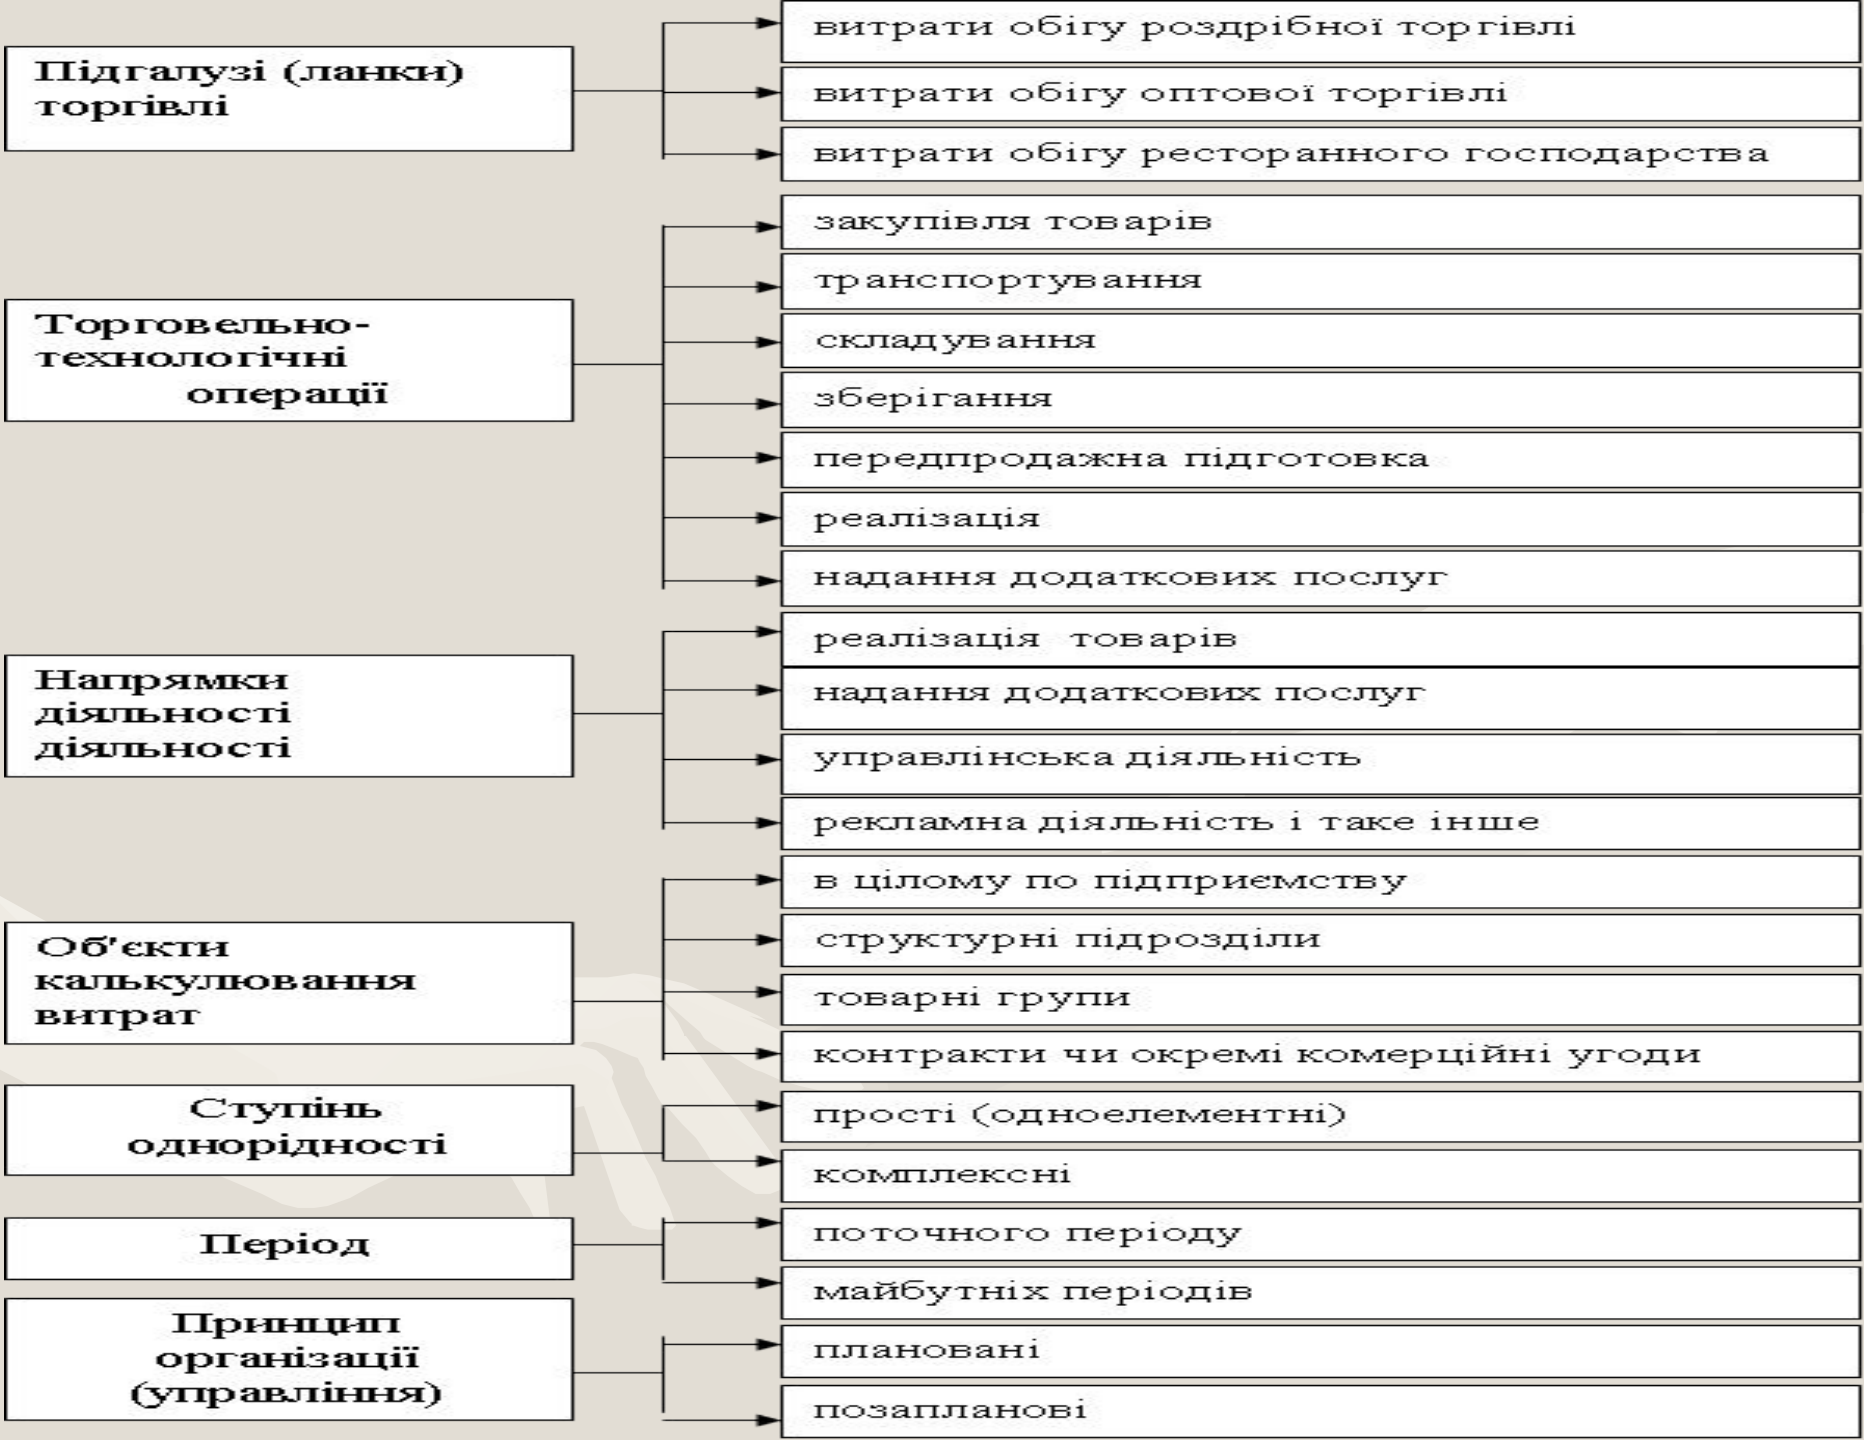 Підгалузі (ланки)
торгівлі
витрати обігу роздрібної торгівлі
витрати обігу оптової торгівлі
витрати обігу ресторанного господарства
Торговельно-
технологічні
операції
закупівля товарів
транспортування
складування
зберігання
передпродажна підготовка
реалізація
надання додаткових послуг
Напрямки
діяльності
діяльності
реалізація товарів
надання додаткових послуг
управлінська діяльність
рекламна діяльність і таке інше
Об'єкти
калькулювання
витрат
в цілому по підприємству
структурні підрозділи
товарні групи
контракти чи окремі комерційні угоди
Ступінь
однорідності
прості (одноелементні)
комплексні
Період
поточного періоду
майбутніх періодів
Принцип
організації
(управління)
плановані
позапланові